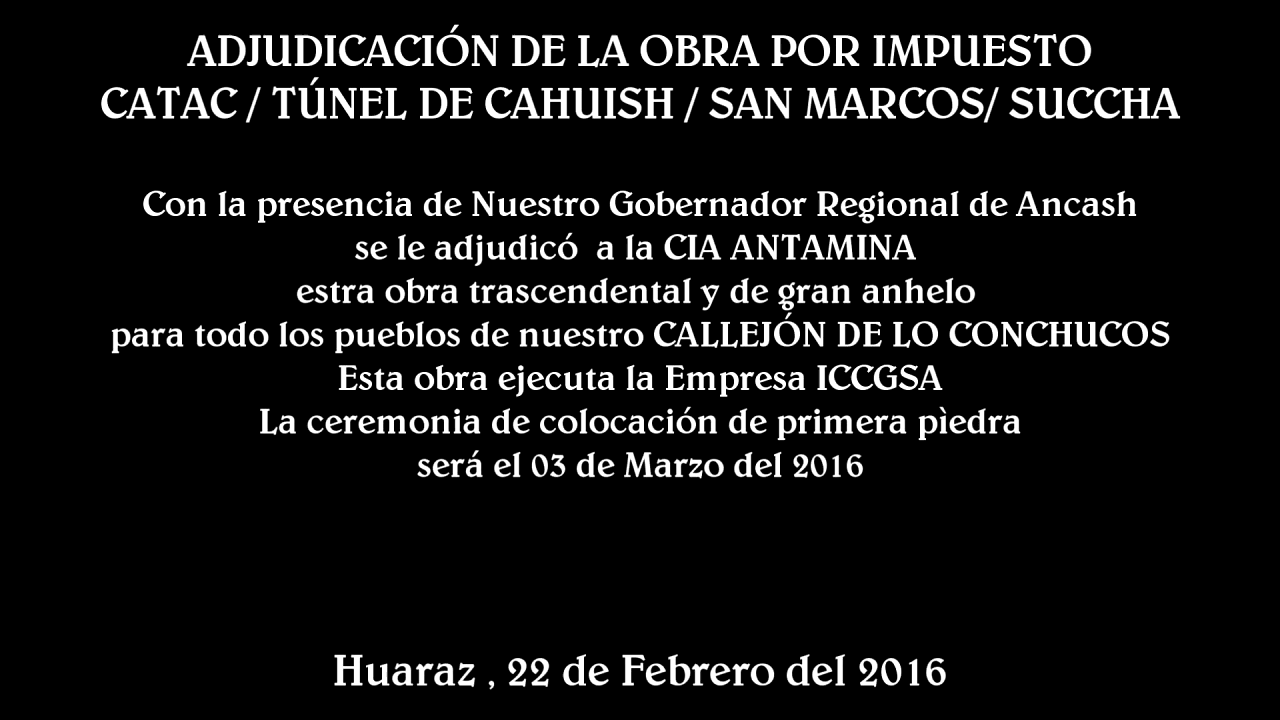 ADJUDICACIÓN DE LA OBRA POR IMPUESTO
CATAC / TÚNEL DE CAHUISH / SAN MARCOS/ SUCCHA
Con la presencia de Nuestro Gobernador Regional de Ancash
se le adjudicó  a la CIA ANTAMINA
estra obra trascendental y de gran anhelo
para todo los pueblos de nuestro CALLEJÓN DE LO CONCHUCOS
Esta obra ejecuta la Empresa ICCGSA
La ceremonia de colocación de primera pìedra
será el 03 de Marzo del 2016
Huaraz , 22 de Febrero del 2016